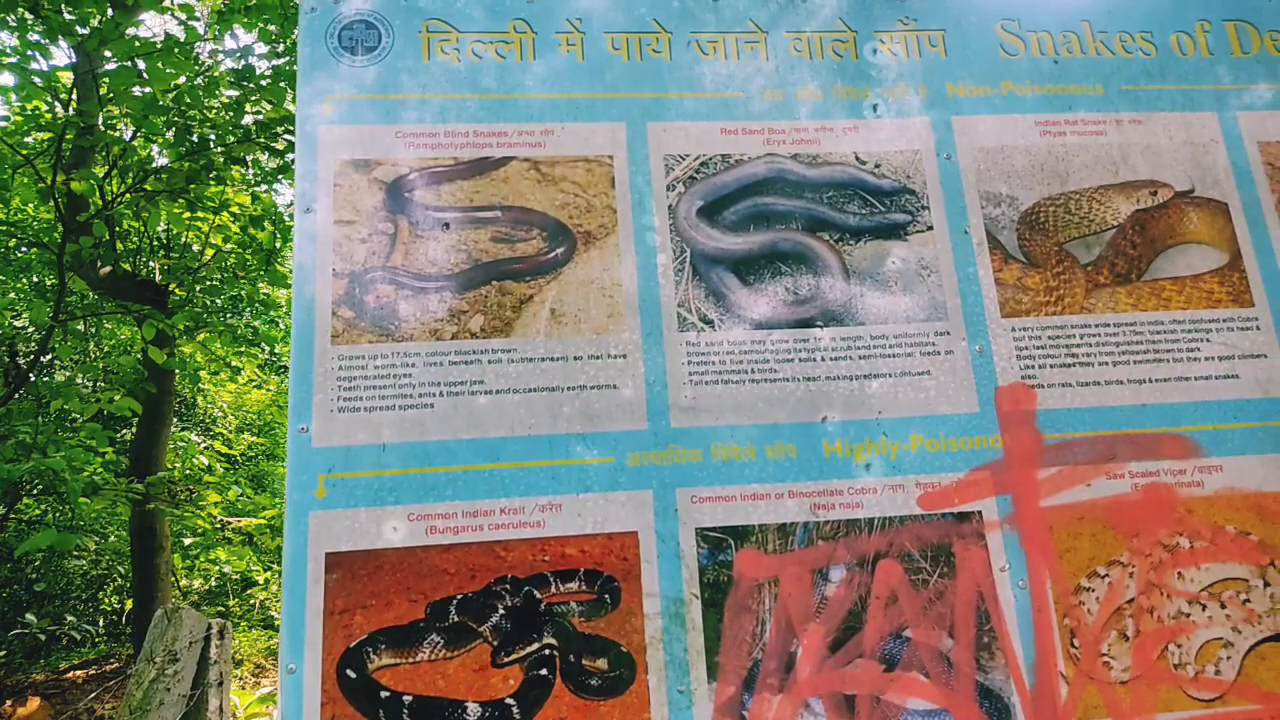 दिल्ली में पाये जाने वाले साँप Snakes of De
Non-Poisonous
Common Blind Snakes / अन्धा साँप
(Ramphotyphlops braminus)
- Grows up to 17.5cm, colour blackish brown.
- Almost worm-like, lives beneath soil (subterranean) so that have
degenerated eyes.
Teeth present only in the upper jaw.
- Feeds on termites, ants & their larvae and occasionally earth worms.
- Wide spread species
Red Sand Boa / दुमुही
(Eryx Johnii)
- Red sand boas may grow over in length, body uniformly dark
brown or red, camouflaging its typical scrub land and arid habitats.
- Prefers to live inside loose soils & sands, semi-fossorial; feeds on
small mammals & birds.
- Tail end falsely represents its head, making predators confused.
Indian Rat Snake /
(Ptyas mucosa)
- A very common snake wide spread in India; often confused with Cobra
but this species grows over 3.75m; blackish markings on its head &
lips; fast movements distinguishes them from Cobra's.
Body colour may vary from yellowish brown to dark.
- Like all snakes they are good swimmers but they are good climbers
also.
Feeds on rats, lizards, birds, frogs & even other small snakes.
अत्याधिक विषैले साँप Highly-Poisono
Common Indian Krait / करैत
(Bungarus caeruleus)
Common Indian or Binocellate Cobra / नाग,
(Naja naja)
Saw Scaled Viper / वाइपर